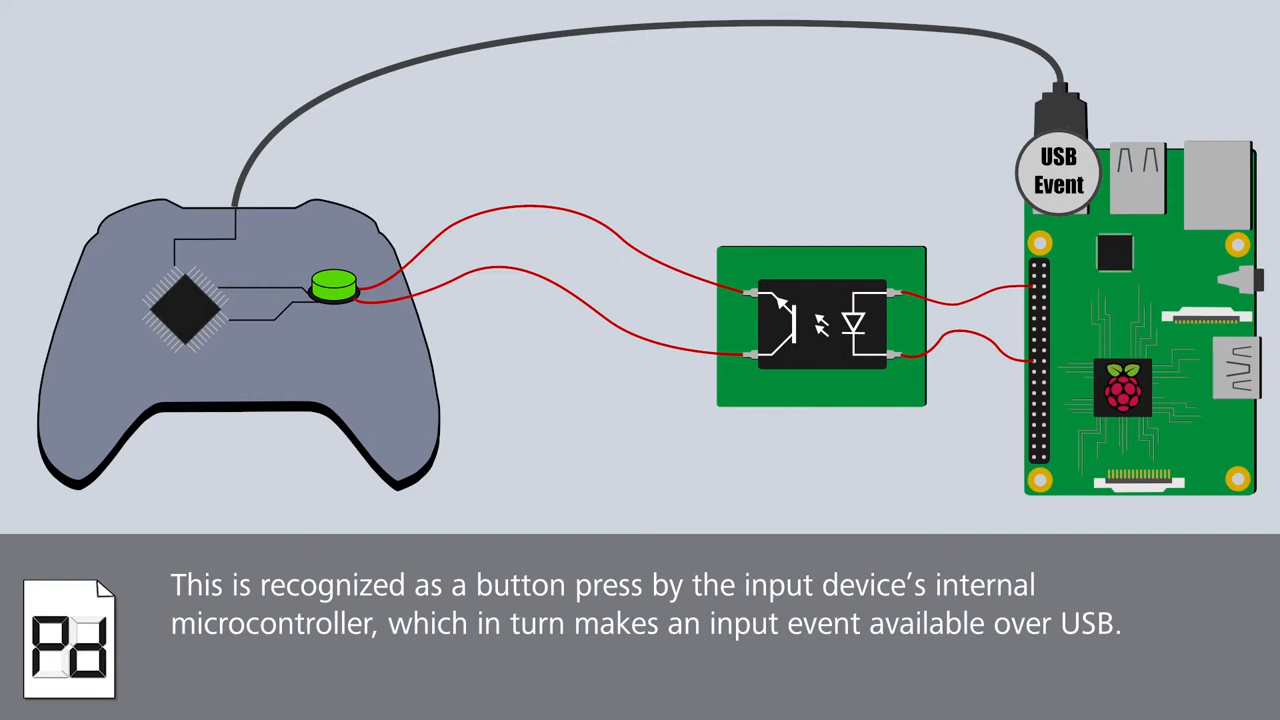 USB
Event
This is recognized as a button press by the input device’s internal
microcontroller, which in turn makes an input event available over USB.
Pd